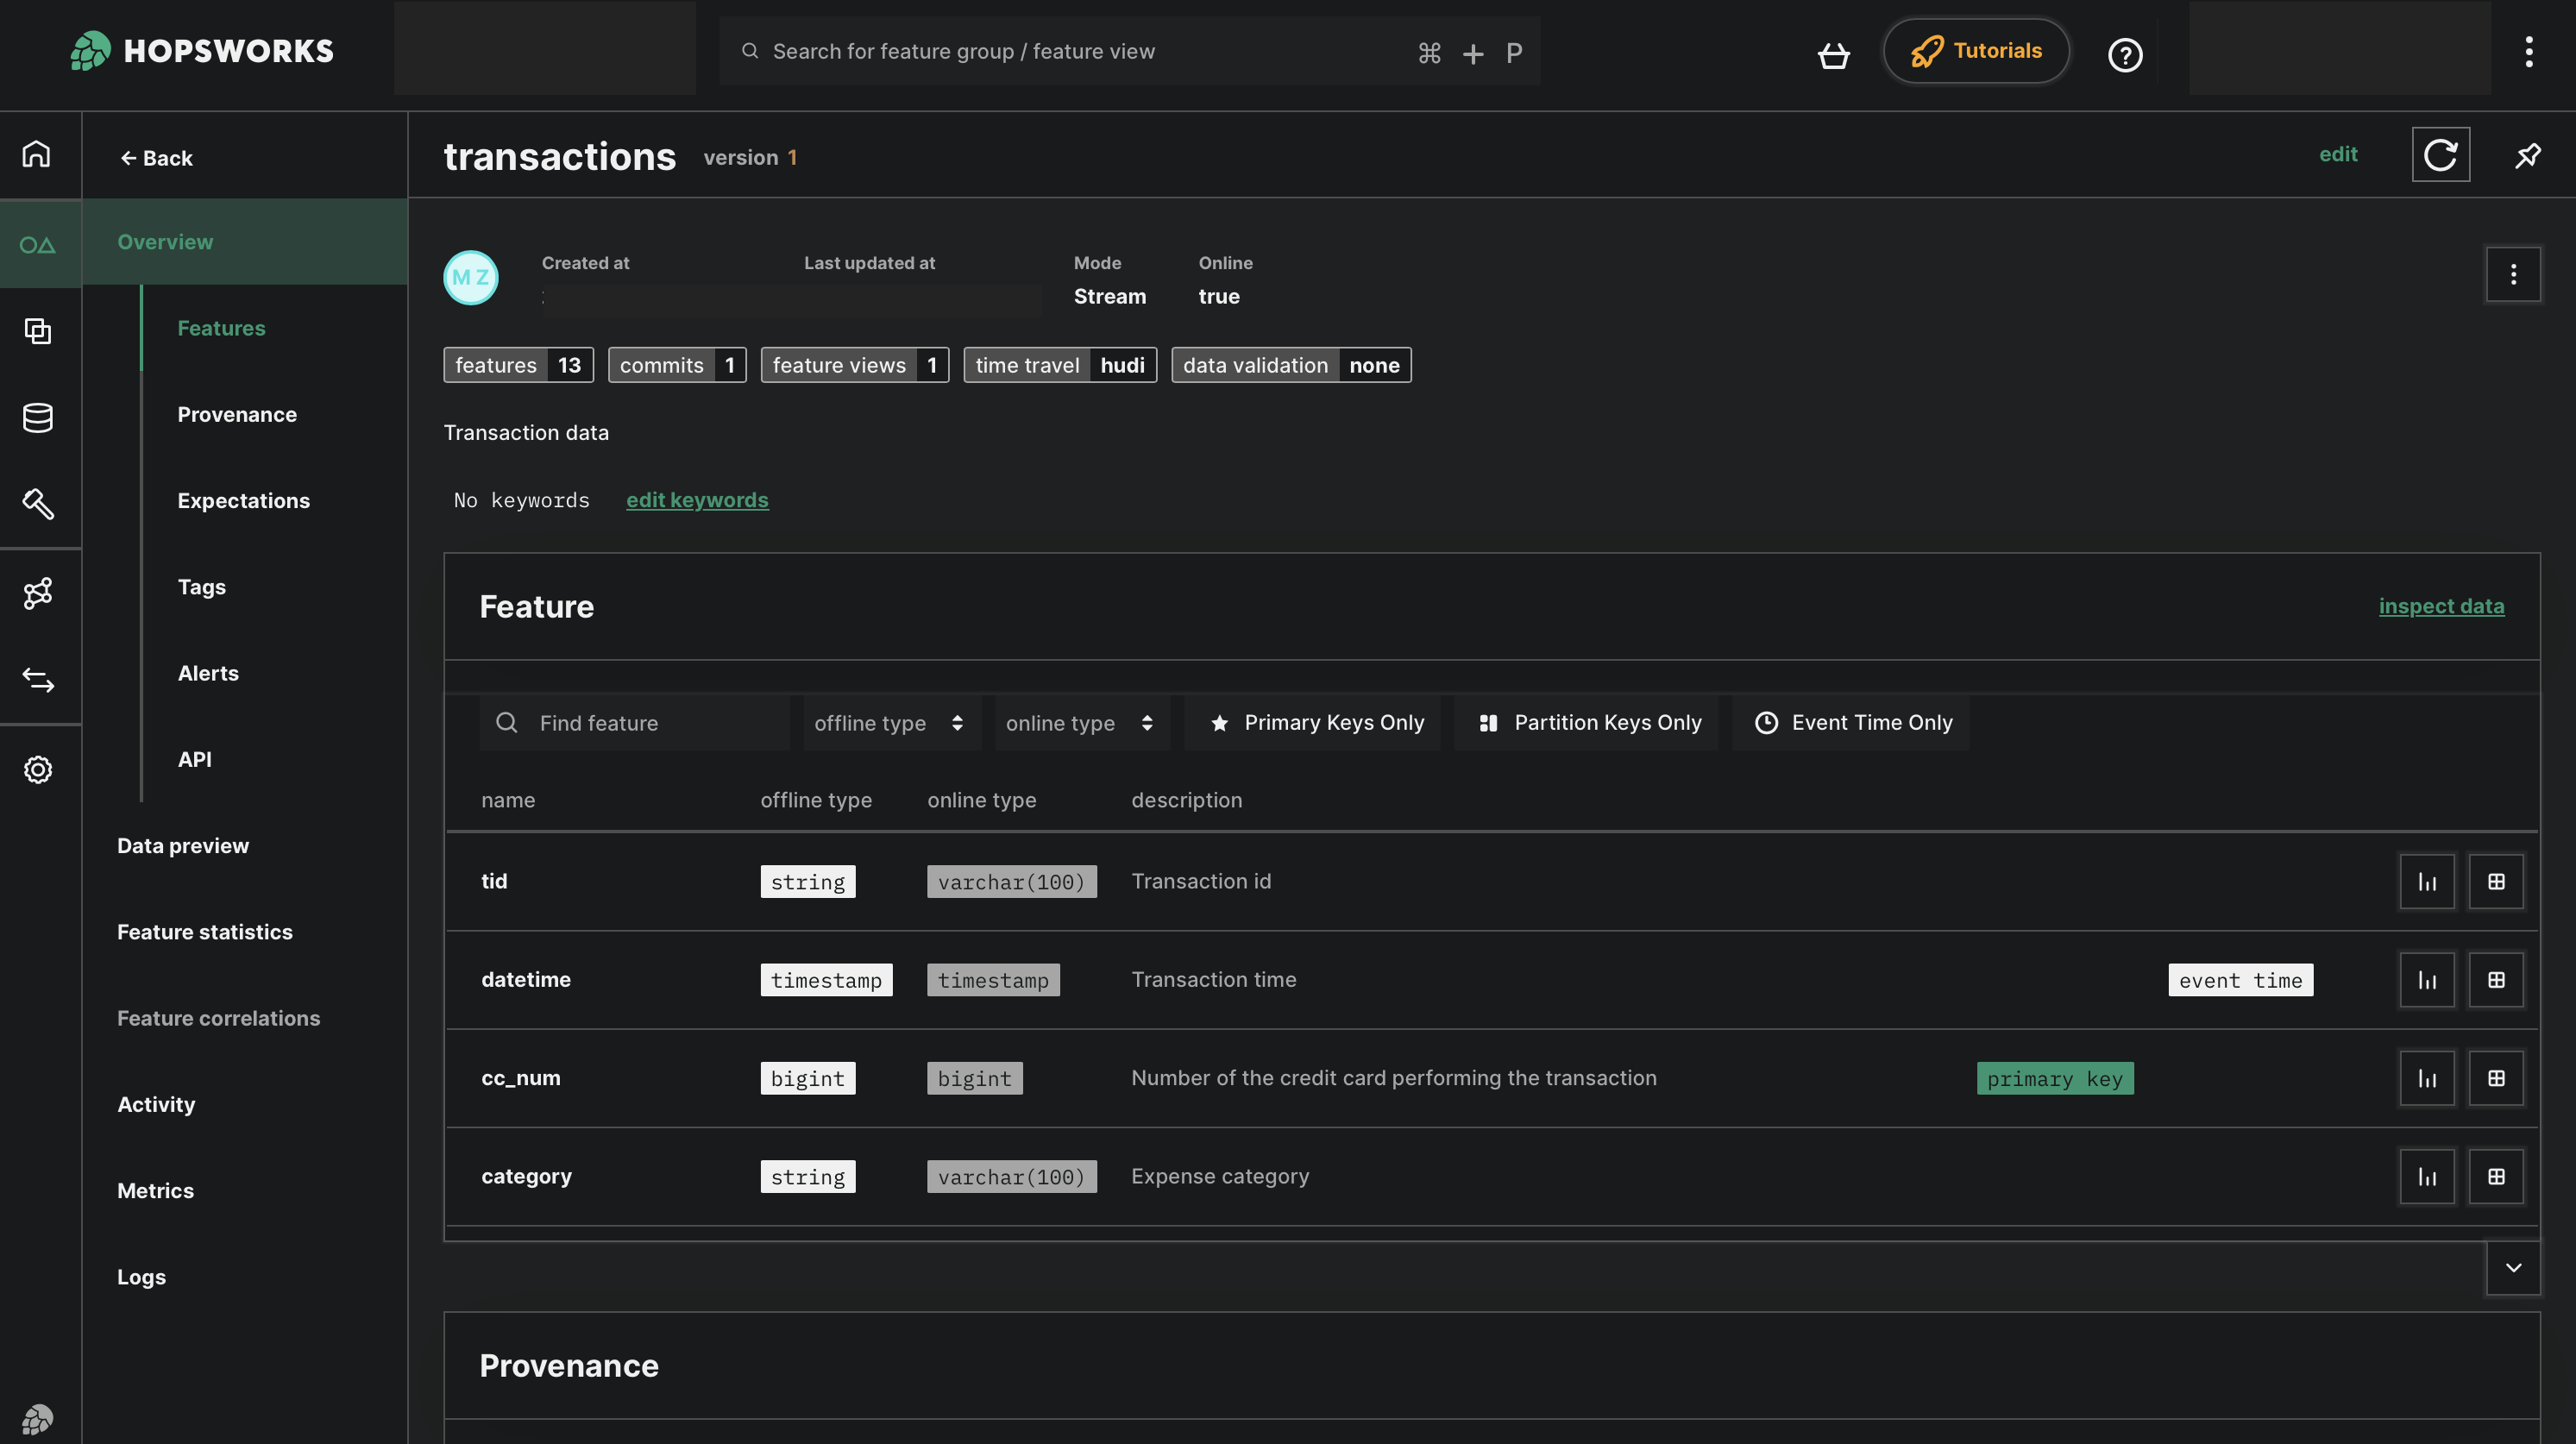 HOPSWORKS
Search for feature group / feature view ⌘ + P
Tutorials
← Back
transactions version 1
edit
Overview
Features
Provenance
Expectations
Tags
Alerts
API
Data preview
Feature statistics
Feature correlations
Activity
Metrics
Logs
M Z
Created at Last updated at Mode Online
Stream true
features 13 commits 1 feature views 1 time travel hudi data validation none
Transaction data
No keywords edit keywords
Feature inspect data
Find feature offline type online type Primary Keys Only Partition Keys Only Event Time Only
name offline type online type description
tid string varchar(100) Transaction id
datetime timestamp timestamp Transaction time event time
cc_num bigint bigint Number of the credit card performing the transaction primary key
category string varchar(100) Expense category
Provenance